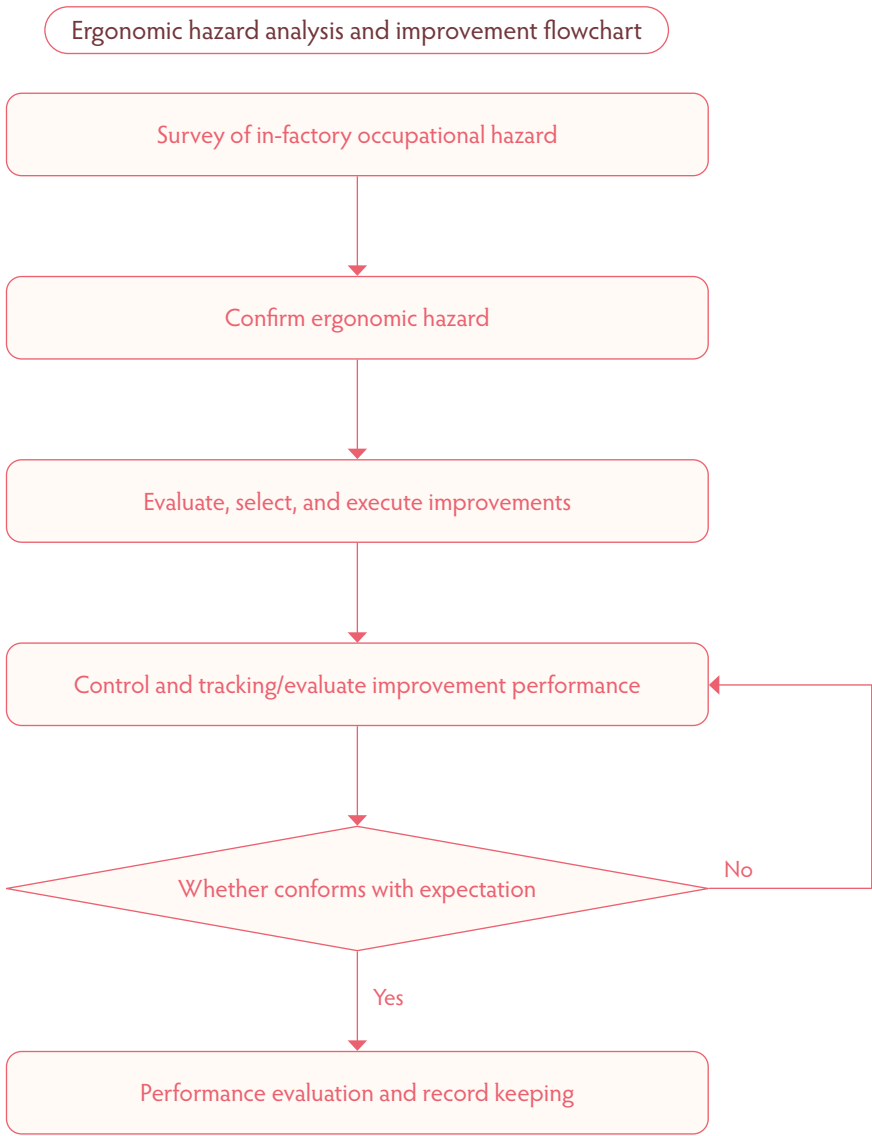 Ergonomic hazard analysis and improvement flowchart
Survey of in-factory occupational hazard
Confirm ergonomic hazard
Evaluate, select, and execute improvements
Control and tracking/evaluate improvement performance
Whether conforms with expectation
No
Yes
Performance evaluation and record keeping